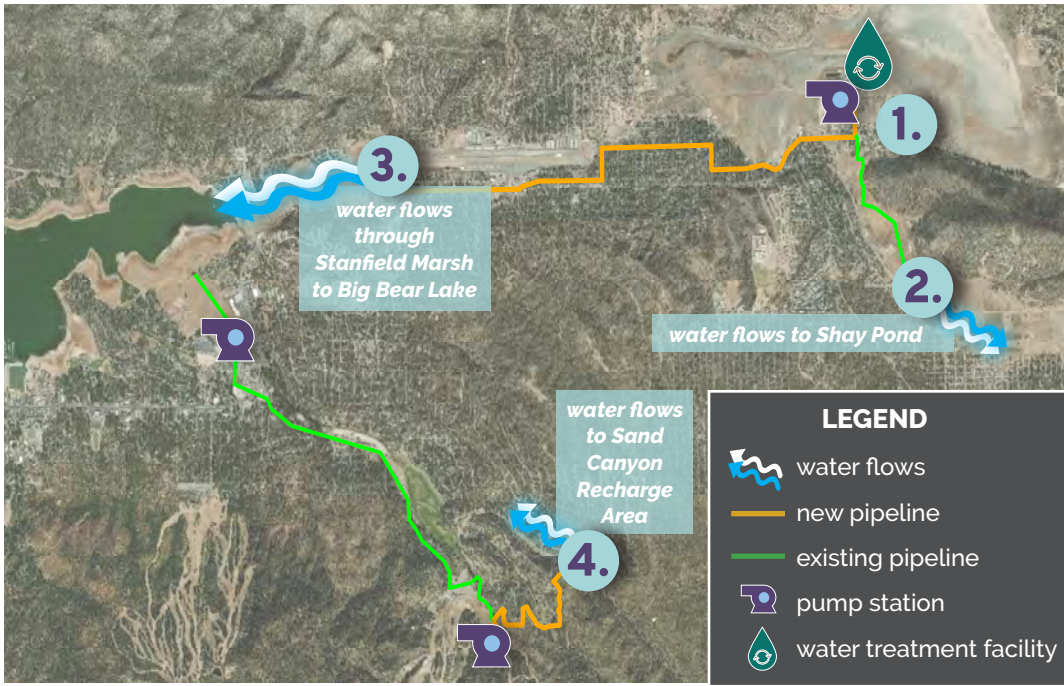 1.
3.
water flows
through
Stanfield Marsh
to Big Bear Lake
2.
water flows to Shay Pond
water flows
to Sand
Canyon
Recharge
Area
4.
LEGEND
water flows
new pipeline
existing pipeline
pump station
water treatment facility